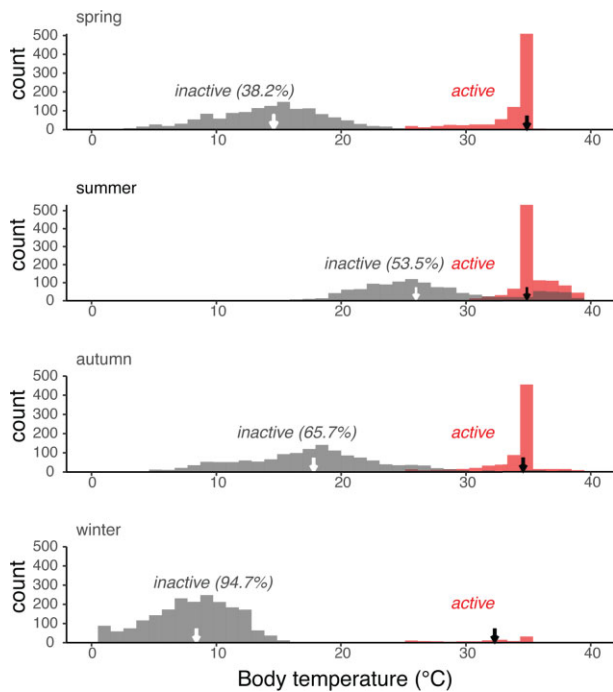 spring
500
400
300
200
100
0
count
inactive (38.2%)
active
0 10 20 30 40
summer
500
400
300
200
100
0
count
inactive (53.5%) active
0 10 20 30 40
autumn
500
400
300
200
100
0
count
inactive (65.7%)
active
0 10 20 30 40
winter
500
400
300
200
100
0
count
inactive (94.7%)
active
0 10 20 30 40
Body temperature (°C)